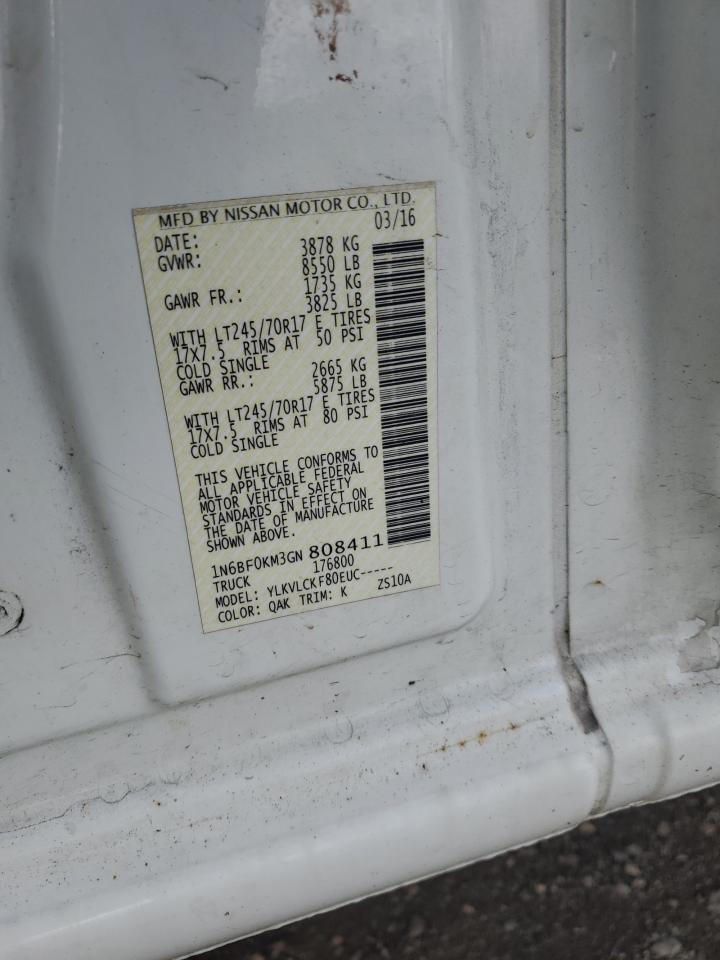 MFD BY NISSAN MOTOR CO., LTD.
DATE: 03/16
GVWR: 3878 KG
8550 LB
GAWR FR.: 1735 KG
3825 LB
WITH LT245/70R17 E TIRES
17X7.5 RIMS AT 50 PSI
COLD SINGLE
GAWR RR.: 2665 KG
5875 LB
WITH LT245/70R17 E TIRES
17X7.5 RIMS AT 80 PSI
COLD SINGLE
THIS VEHICLE CONFORMS TO
ALL APPLICABLE FEDERAL
MOTOR VEHICLE SAFETY
STANDARDS IN EFFECT ON
THE DATE OF MANUFACTURE
SHOWN ABOVE.
1N6BF0KM3GN 808411
TRUCK 176800
MODEL: YLKVLCKF80EUC-----
COLOR: QAK TRIM: K ZS10A